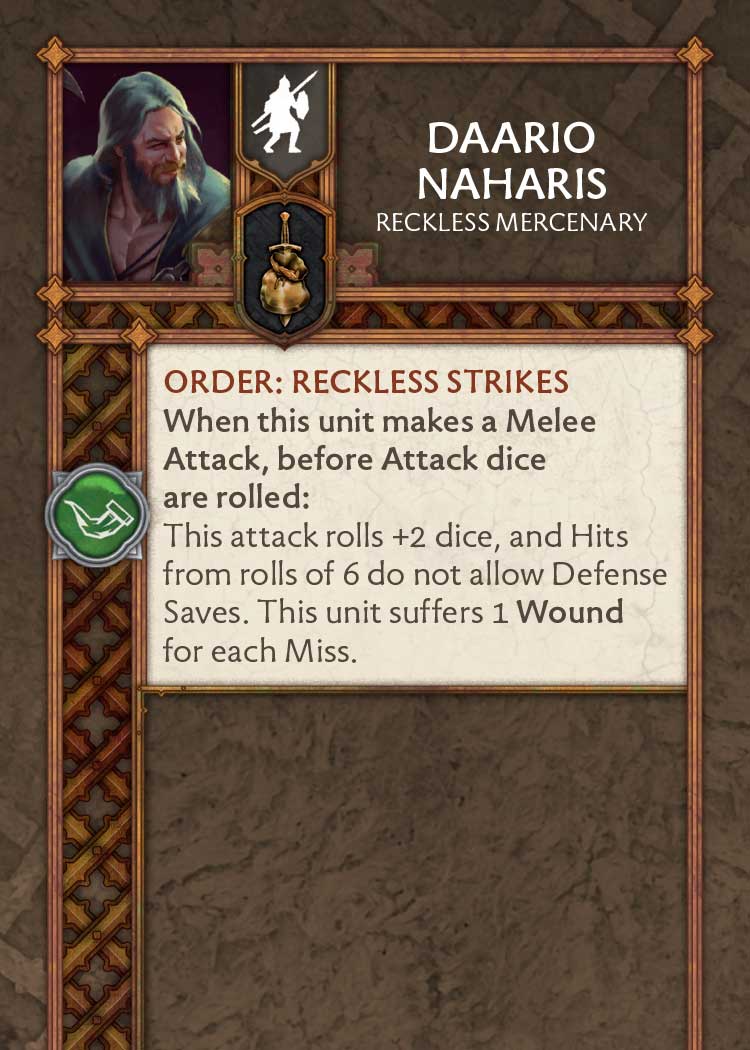 DAARIO
NAHARIS
RECKLESS MERCENARY
ORDER: RECKLESS STRIKES
When this unit makes a Melee
Attack, before Attack dice
are rolled:
This attack rolls +2 dice, and Hits
from rolls of 6 do not allow Defense
Saves. This unit suffers 1 Wound
for each Miss.